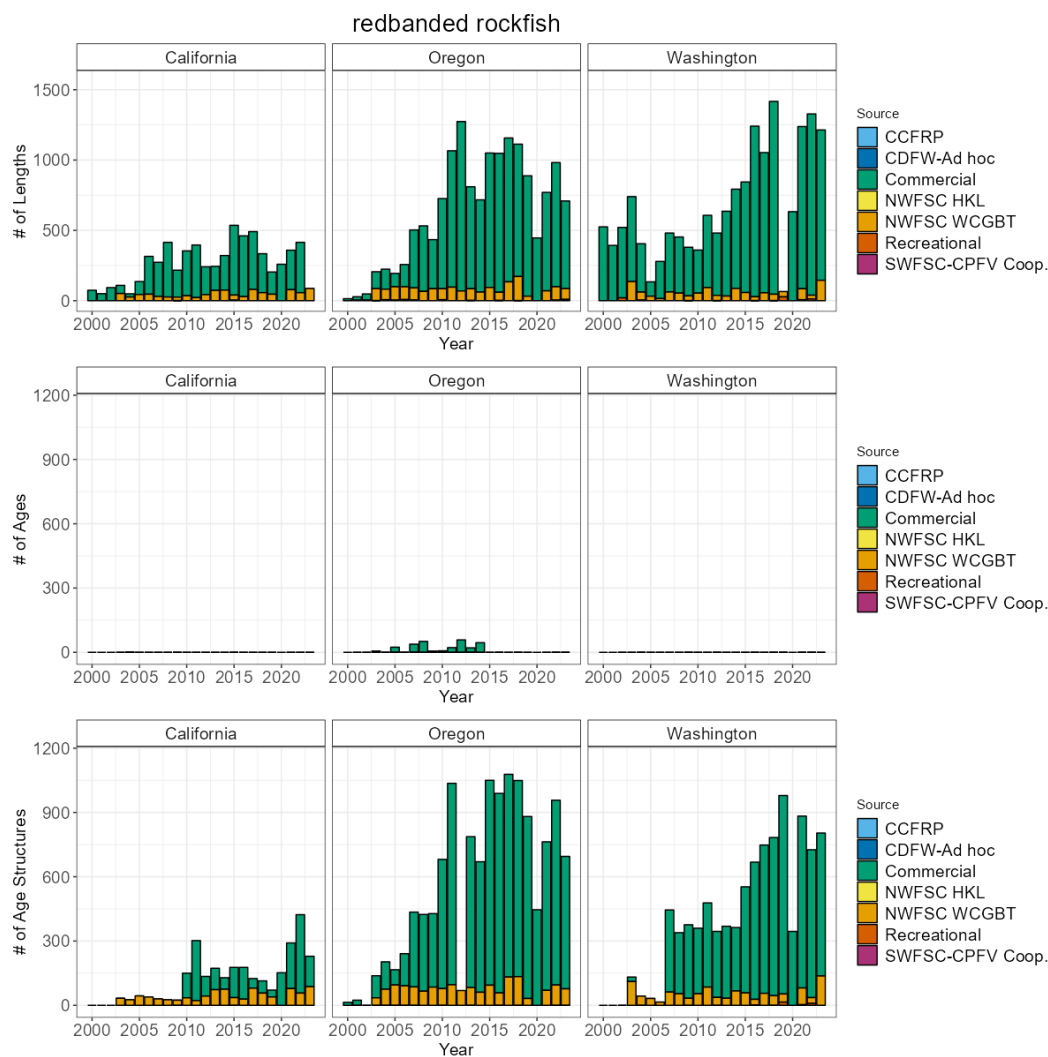 redbanded rockfish
California Oregon Washington
1500
1000
500
0
# of Lengths
2000 2005 2010 2015 2020 2000 2005 2010 2015 2020 2000 2005 2010 2015 2020
Year
Source
CCFRP
CDFW-Ad hoc
Commercial
NWFSC HKL
NWFSC WCGBT
Recreational
SWFSC-CPFV Coop.
California Oregon Washington
1200
900
600
300
0
# of Ages
2000 2005 2010 2015 2020 2000 2005 2010 2015 2020 2000 2005 2010 2015 2020
Year
Source
CCFRP
CDFW-Ad hoc
Commercial
NWFSC HKL
NWFSC WCGBT
Recreational
SWFSC-CPFV Coop.
California Oregon Washington
1200
900
600
300
0
# of Age Structures
2000 2005 2010 2015 2020 2000 2005 2010 2015 2020 2000 2005 2010 2015 2020
Year
Source
CCFRP
CDFW-Ad hoc
Commercial
NWFSC HKL
NWFSC WCGBT
Recreational
SWFSC-CPFV Coop.